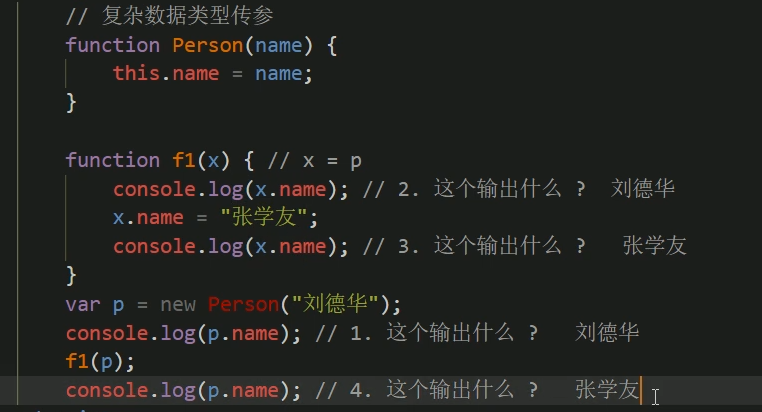 // 复杂数据类型传参
function Person(name) {
this.name = name;
}
function f1(x) { // x = p
console.log(x.name); // 2. 这个输出什么 ? 刘德华
x.name = "张学友";
console.log(x.name); // 3. 这个输出什么 ? 张学友
}
var p = new Person("刘德华");
console.log(p.name); // 1. 这个输出什么 ? 刘德华
f1(p);
console.log(p.name); // 4. 这个输出什么 ? 张学友